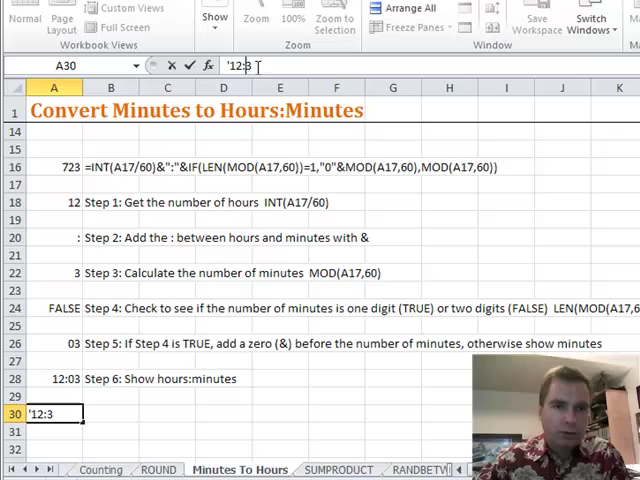 Normal
Page
Layout
Custom Views
Full Screen
Workbook Views
Show
Zoom
100%
Zoom to
Selection
Zoom
Arrange All
Freeze Panes
Save
Workspace
Switch
Windows
Window
A30
fx
'12:3
A B C D E F G H I J K
1 Convert Minutes to Hours:Minutes
14
15
16 723 =INT(A17/60)&":"&IF(LEN(MOD(A17,60))=1,"0"&MOD(A17,60),MOD(A17,60))
17
18 12 Step 1: Get the number of hours INT(A17/60)
19
20 : Step 2: Add the : between hours and minutes with &
21
22 3 Step 3: Calculate the number of minutes MOD(A17,60)
23
24 FALSE Step 4: Check to see if the number of minutes is one digit (TRUE) or two digits (FALSE) LEN(MOD(A17,6
25
26 03 Step 5: If Step 4 is TRUE, add a zero (&) before the number of minutes, otherwise show minutes
27
28 12:03 Step 6: Show hours:minutes
29
30 '12:3
31
32
Counting ROUND Minutes To Hours SUMPRODUCT RANDBETV